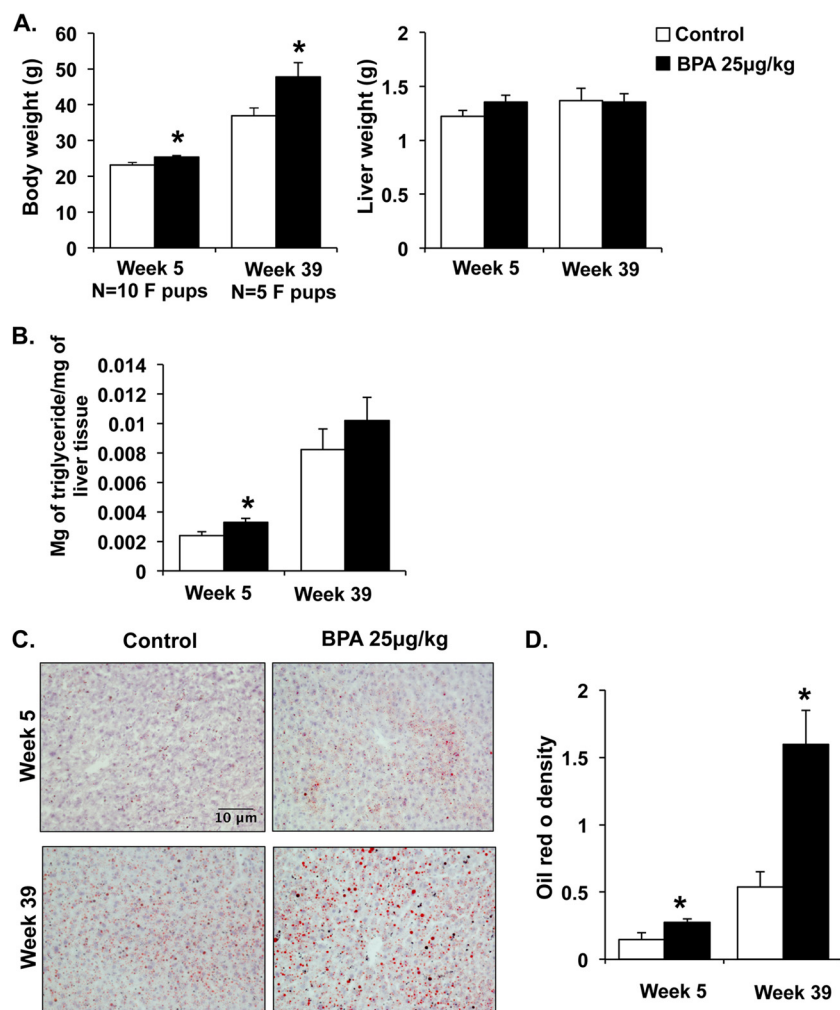 A.
Body weight (g)
60
50
40
30
20
10
0
*
*
Week 5
N=10 F pups
Week 39
N=5 F pups
Liver weight (g)
2
1.5
1
0.5
0
Week 5
Week 39
Control
BPA 25µg/kg
B.
Mg of triglyceride/mg of
liver tissue
0.014
0.012
0.01
0.008
0.006
0.004
0.002
0
*
Week 5
Week 39
C.
Control
BPA 25µg/kg
Week 5
10 µm
Week 39
D.
Oil red o density
2
1.5
1
0.5
0
*
*
Week 5
Week 39